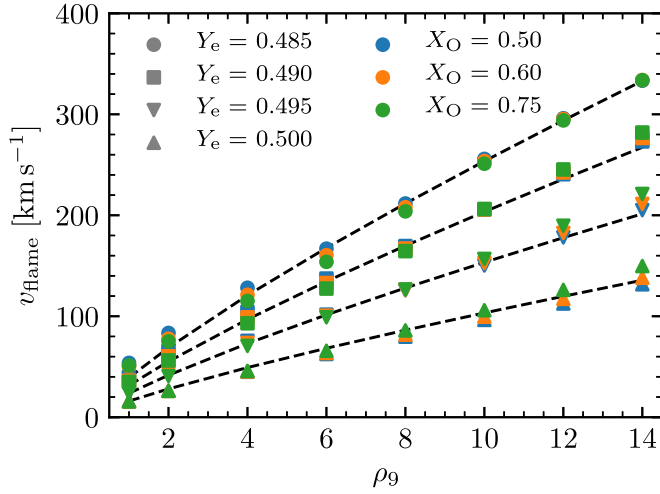 400
300
200
100
0
v_flame [km s⁻¹]
Y_e = 0.485
Y_e = 0.490
Y_e = 0.495
Y_e = 0.500
X_O = 0.50
X_O = 0.60
X_O = 0.75
2 4 6 8 10 12 14
ρ₉